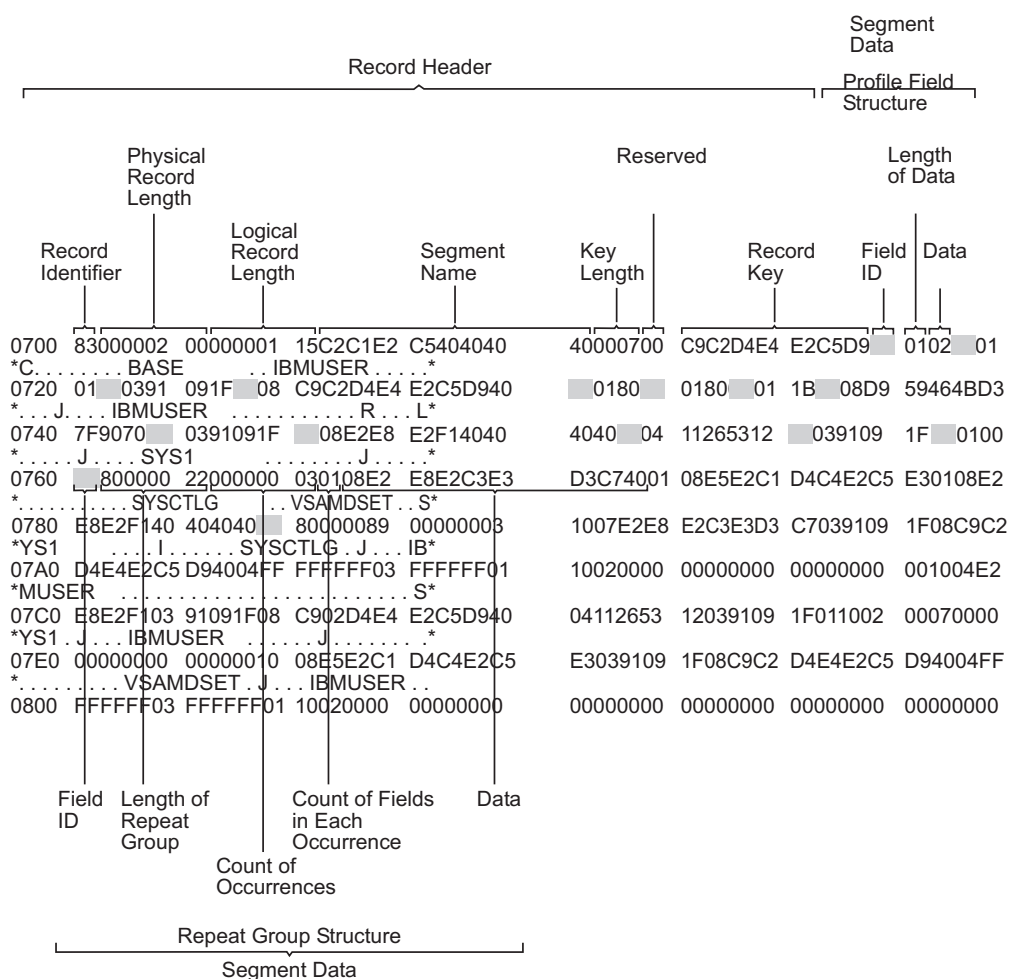 Segment
Data
Record Header
Profile Field
Structure
Physical
Record
Length
Reserved
Length
of Data
Logical
Record
Length
Record
Identifier
Segment
Name
Key
Length
Record
Key
Field
ID
Data
0700 83000002 00000001 15C2C1E2 C5404040 40000700 C9C2D4E4 E2C5D9 0102 01
*C. . . . . . . . BASE . . IBMUSER . . . . .*
0720 01 0391 091F 08 C9C2D4E4 E2C5D940 0180 0180 01 1B 08D9 59464BD3
*. . . J. . . . IBMUSER . . . . . . . . . . . R . . L*
0740 7F9070 0391091F 08E2E8 E2F14040 4040 04 11265312 039109 1F 0100
*. . . . . J . . . . SYS1 . . . . . . . . J . . . . .*
0760 800000 22000000 030108E2 E8E2C3E3 D3C74001 08E5E2C1 D4C4E2C5 E30108E2
*. . . . . . . . . . . SYSCTLG . . VSAMDSET . . S*
0780 E8E2F140 404040 80000089 00000003 1007E2E8 E2C3E3D3 C7039109 1F08C9C2
*YS1 . . . . I . . . . . . SYSCTLG . J . . . IB*
07A0 D4E4E2C5 D94004FF FFFFFF03 FFFFFF01 10020000 00000000 00000000 001004E2
*MUSER . . . . . . . . . . . . . . . . . . . . . . . . . S*
07C0 E8E2F103 91091F08 C902D4E4 E2C5D940 04112653 12039109 1F011002 00070000
*YS1 . J . . . IBMUSER . . . . . . J . . . . . . . . .*
07E0 00000000 00000010 08E5E2C1 D4C4E2C5 E3039109 1F08C9C2 D4E4E2C5 D94004FF
*. . . . . . . . . VSAMDSET . J . . . IBMUSER . .
0800 FFFFFF03 FFFFFF01 10020000 00000000 00000000 00000000 00000000 00000000
Field
ID
Length of
Repeat
Group
Count of Fields
in Each
Occurrence
Data
Count of
Occurrences
Repeat Group Structure
Segment Data